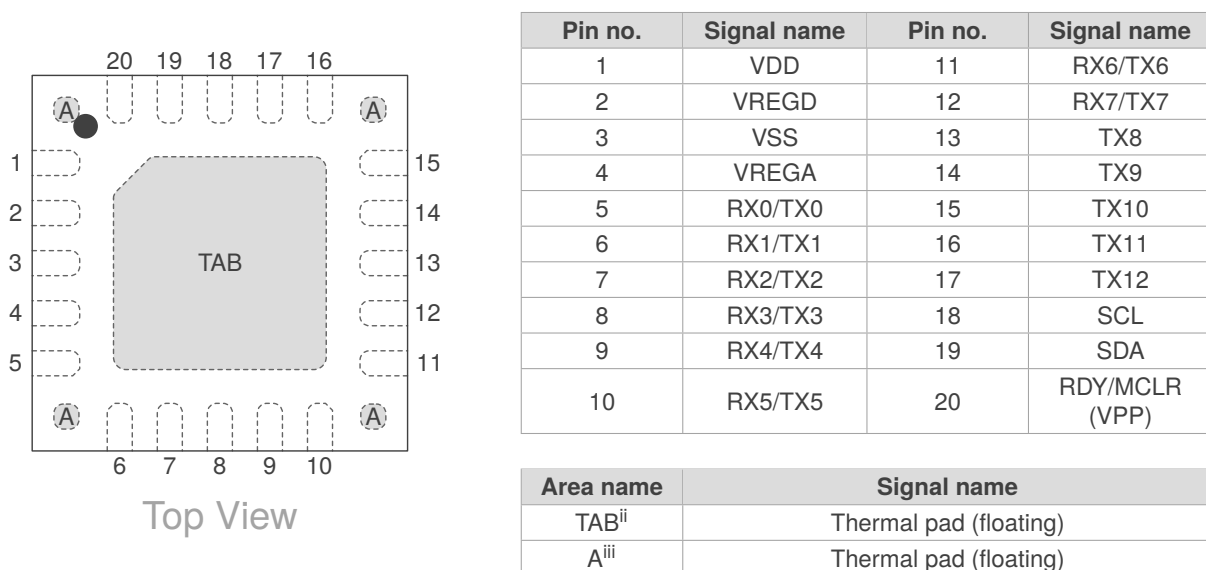 20 19 18 17 16
A A
1 15
2 14
3 TAB 13
4 12
5 11
A A
6 7 8 9 10
Top View
Pin no. Signal name Pin no. Signal name
1 VDD 11 RX6/TX6
2 VREGD 12 RX7/TX7
3 VSS 13 TX8
4 VREGA 14 TX9
5 RX0/TX0 15 TX10
6 RX1/TX1 16 TX11
7 RX2/TX2 17 TX12
8 RX3/TX3 18 SCL
9 RX4/TX4 19 SDA
10 RX5/TX5 20 RDY/MCLR
(VPP)
Area name Signal name
TABii Thermal pad (floating)
Aiii Thermal pad (floating)